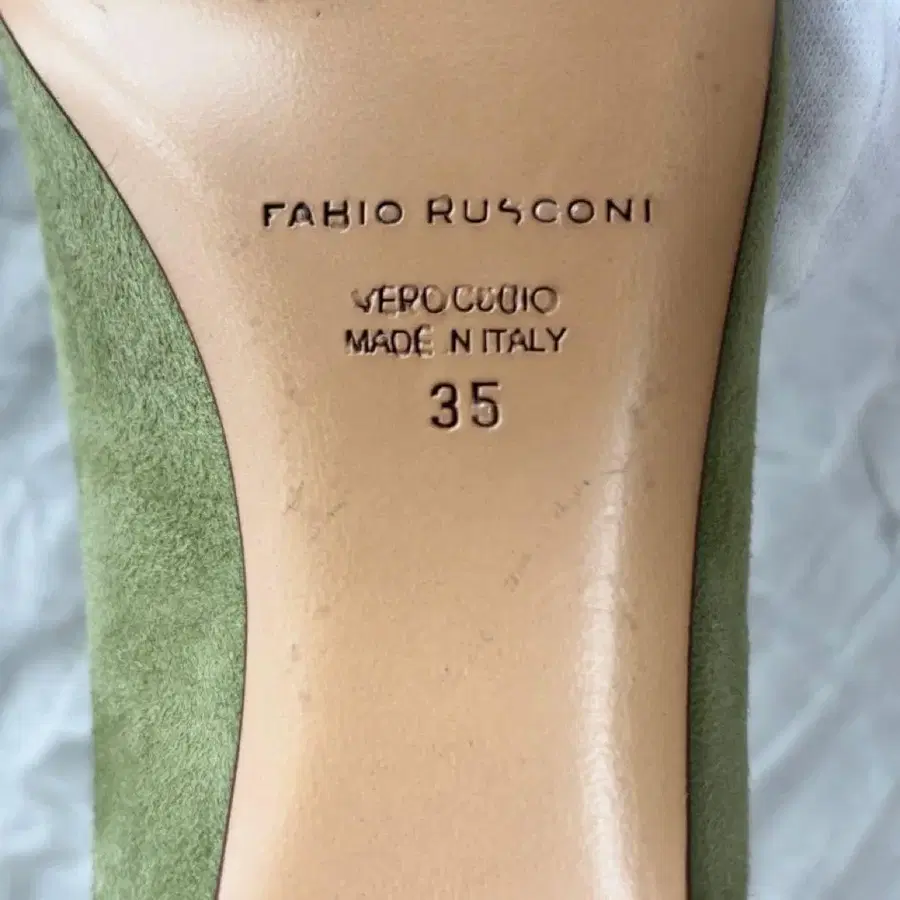 FABIO RUSCONI
VERO CUOIO
MADE IN ITALY
35